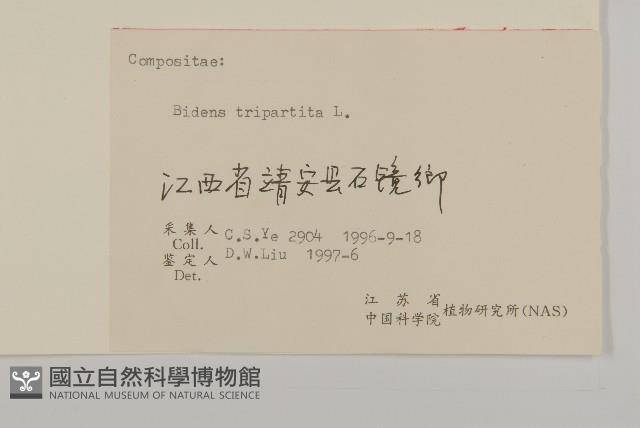 Compositae:
Bidens tripartita L.
江西省靖安县石镜乡
采集人 C.S.Ye 2904 1996-9-18
Coll.
鉴定人 D.W.Liu 1997-6
Det.
江苏省
中国科学院植物研究所(NAS)
國立自然科學博物館
NATIONAL MUSEUM OF NATURAL SCIENCE